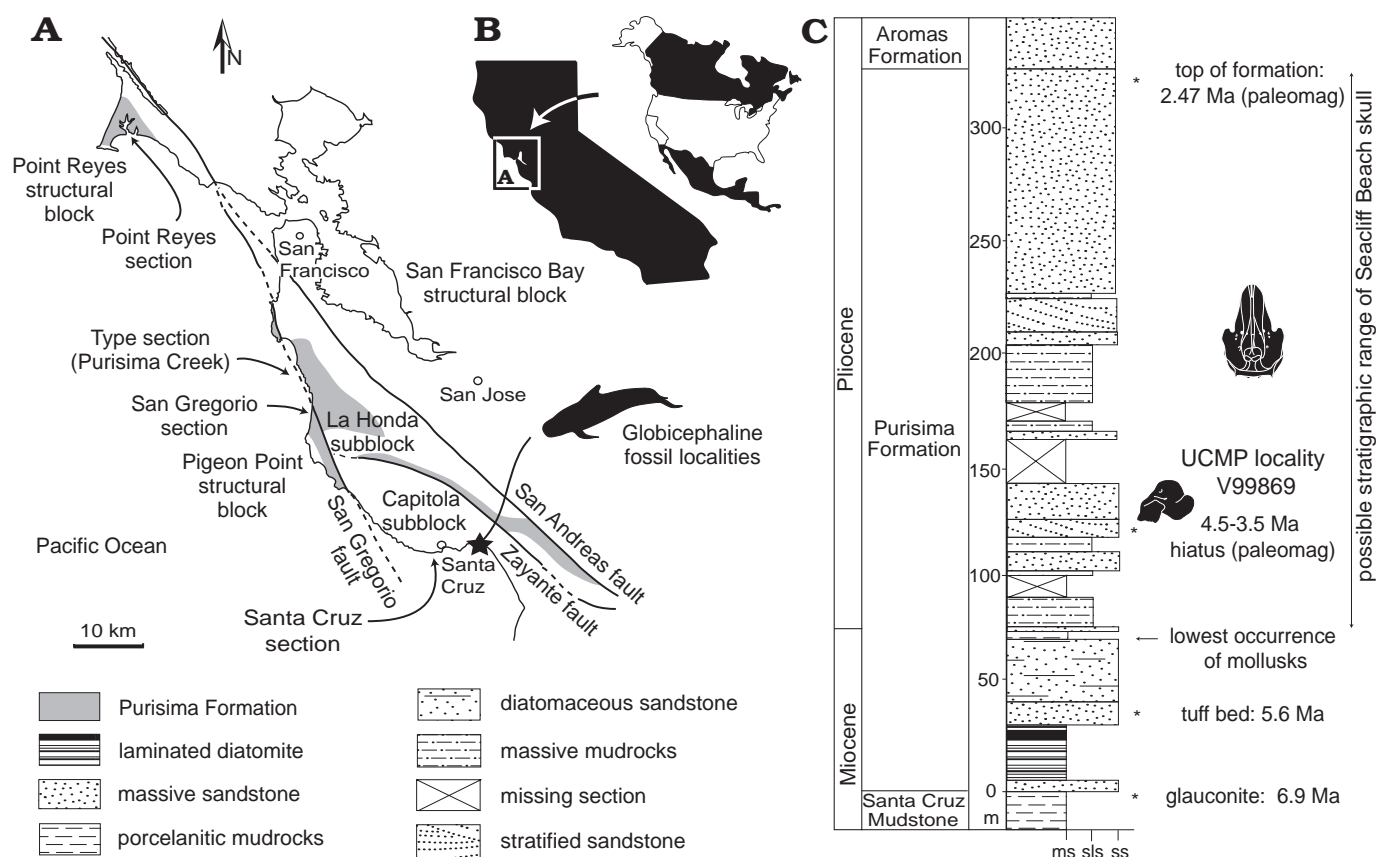 A
N
Point Reyes
structural
block
Point Reyes
section
San
Francisco
San Francisco Bay
structural block
Type section
(Purisima Creek)
San Gregorio
section
La Honda
subblock
San Jose
Globicephaline
fossil localities
Pigeon Point
structural
block
Capitola
subblock
San Andreas fault
Zayante fault
San Gregorio
fault
Pacific Ocean
Santa
Cruz
Santa Cruz
section
10 km
B
A
C
Aromas
Formation
Pliocene
Purisima
Formation
Miocene
Santa Cruz
Mudstone
300
250
200
150
100
50
0
m
ms sls ss
*
top of formation:
2.47 Ma (paleomag)
UCMP locality
V99869
*
4.5-3.5 Ma
hiatus (paleomag)
lowest occurrence
of mollusks
*
tuff bed: 5.6 Ma
*
glauconite: 6.9 Ma
possible stratigraphic range of Seacliff Beach skull
Purisima Formation
laminated diatomite
massive sandstone
porcelanitic mudrocks
diatomaceous sandstone
massive mudrocks
missing section
stratified sandstone